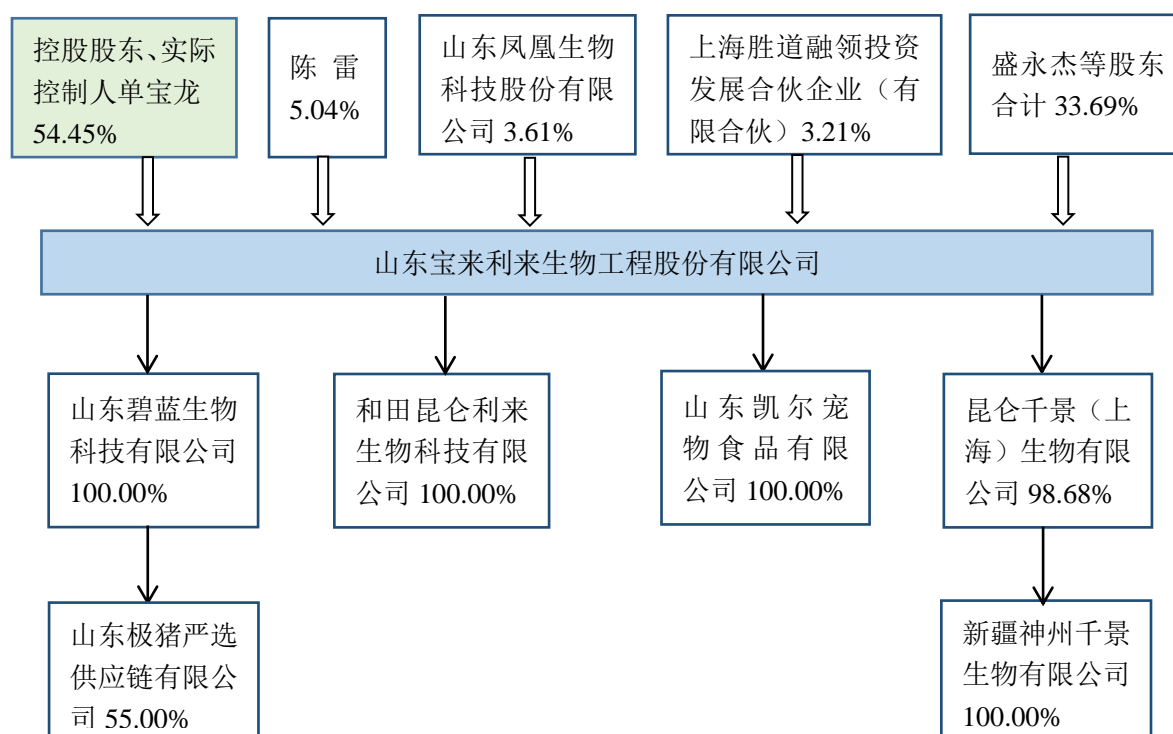 控股股东、实际
控制人单宝龙
54.45%
陈 雷
5.04%
山东凤凰生物
科技股份有限
公司 3.61%
上海胜道融领投资
发展合伙企业（有
限合伙）3.21%
盛永杰等股东
合计 33.69%
山东宝来利来生物工程股份有限公司
山东碧蓝生物
科技有限公司
100.00%
和田昆仑利来
生物科技有限
公司 100.00%
山东凯尔宠
物食品有限
公司 100.00%
昆仑千景（上
海）生物有限
公司 98.68%
山东极猪严选
供应链有限公
司 55.00%
新疆神州千景
生物有限公司
100.00%